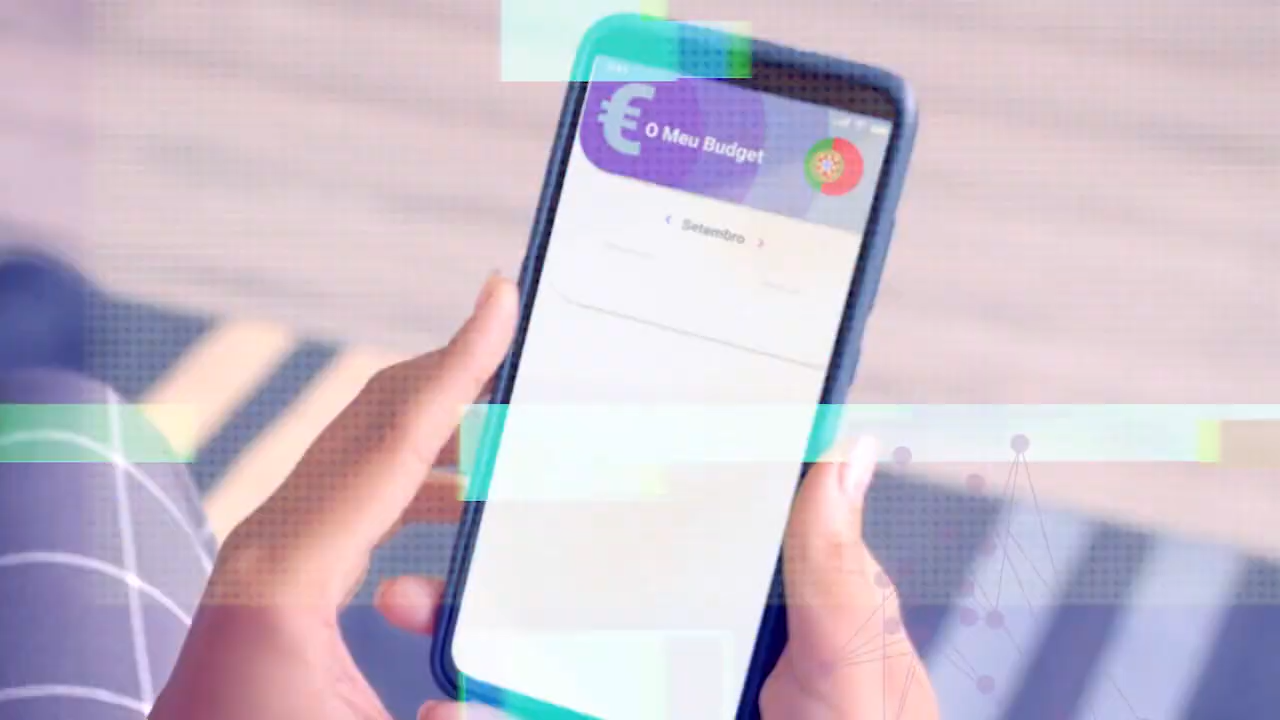 € O Meu Budget
‹ Setembro ›